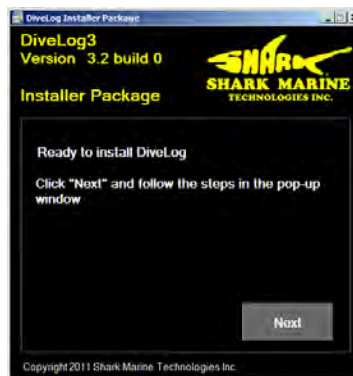 DiveLog Installer Package
DiveLog3
Version 3.2 build 0
SHARK
SHARK MARINE
TECHNOLOGIES INC.
Installer Package
Ready to install DiveLog
Click "Next" and follow the steps in the pop-up
window
Next
Copyright 2011 Shark Marine Technologies Inc